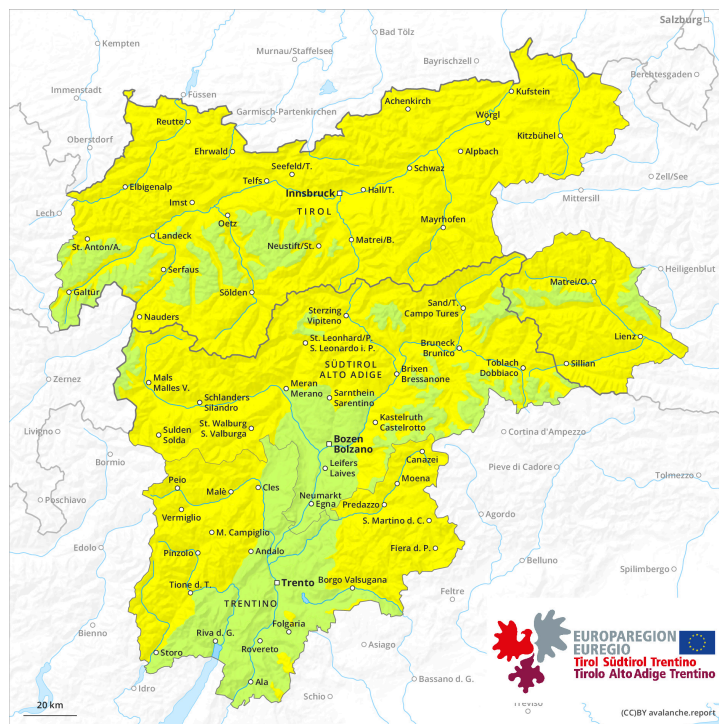 Salzburg
Bad Tölz
Kempten
Murnau/Staffelsee
Bayrischzell
Berchtesgaden
Immenstadt
Füssen
Achenkirch
Kufstein
Garmisch-Partenkirchen
Reutte
Wörgl
Oberstdorf
Kitzbühel
Ehrwald
Alpbach
Seefeld/T.
Schwaz
Telfs
Zell/See
Elbigenalp
Innsbruck
Hall/T.
Mittersill
Imst
Lech
TIROL
Oetz
Mayrhofen
Landeck
St. Anton/A.
Neustift/St.
Matrei/B.
Serfaus
Heiligenblut
Galtür
Sölden
Matrei/O.
Nauders
Sterzing
Vipiteno
Sand/T.
Campo Tures
St. Leonhard/P.
S. Leonardo i. P.
Bruneck
Brunico
Lienz
Zernez
Mals
Malles V.
SÜDTIROL
ALTO ADIGE
Brixen
Bressanone
Toblach
Dobbiaco
Sillian
Meran
Merano
Schlanders
Silandro
Sarnthein
Sarentino
St. Walburg
S. Valburga
Kastelruth
Castelrotto
Livigno
Sulden
Solda
Bozen
Bolzano
Cortina d'Ampezzo
Bormio
Canazei
Pieve di Cadore
Leifers
Laives
Tolmezzo
Peio
Malè
Cles
Moena
Poschiavo
Neumarkt
Egna
Predazzo
Vermiglio
Agordo
S. Martino d. C.
M. Campiglio
Edolo
Pinzolo
Andalo
Fiera d. P.
Belluno
Spilimbergo
Tione d. T.
Trento
Borgo Valsugana
Feltre
TRENTINO
Bienno
Folgaria
Riva d. G.
Storo
Rovereto
Asiago
Ala
Bassano d. G.
Idro
Schio
Treviso
EUROPAREGION
EUREGIO
Tirol Südtirol Trentino
Tirolo Alto Adige Trentino
20 km
(CC)BY avalanche.report